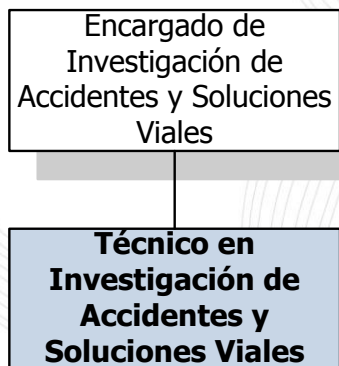 Encargado de
Investigación de
Accidentes y Soluciones
Viales
Técnico en
Investigación de
Accidentes y
Soluciones Viales